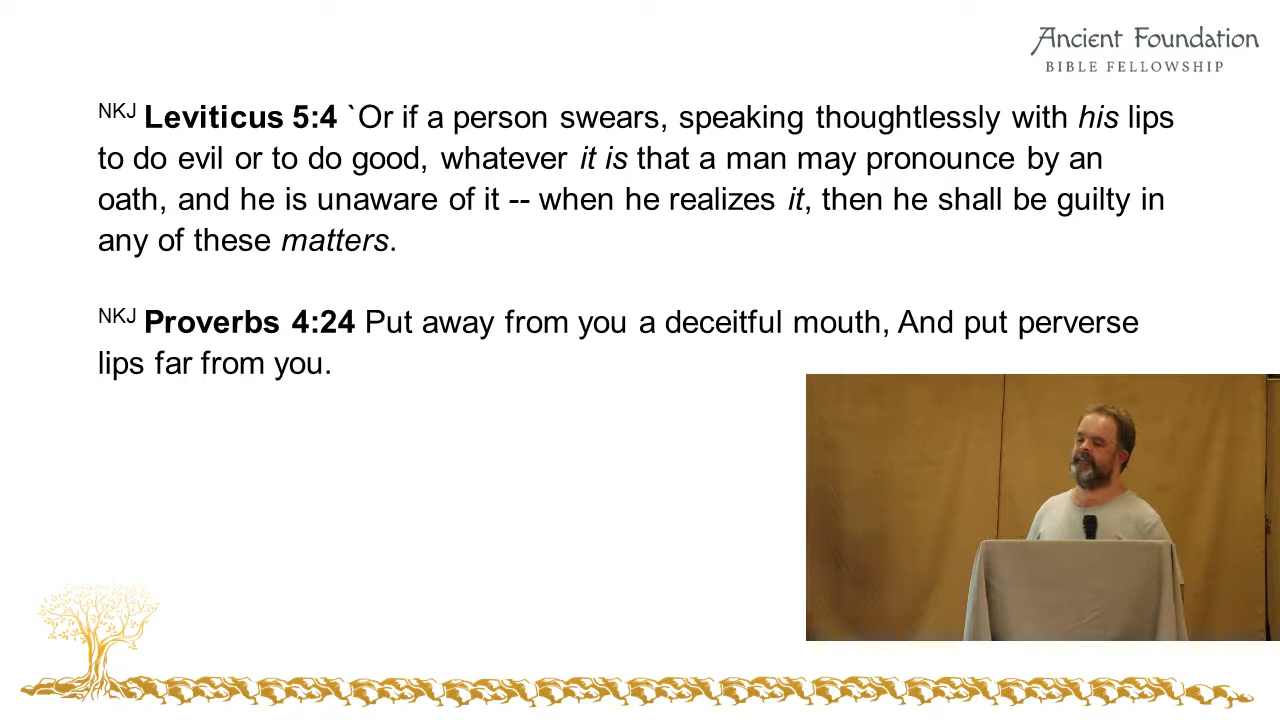 Ancient Foundation
BIBLE FELLOWSHIP
NKJ Leviticus 5:4 `Or if a person swears, speaking thoughtlessly with his lips
to do evil or to do good, whatever it is that a man may pronounce by an
oath, and he is unaware of it -- when he realizes it, then he shall be guilty in
any of these matters.
NKJ Proverbs 4:24 Put away from you a deceitful mouth, And put perverse
lips far from you.